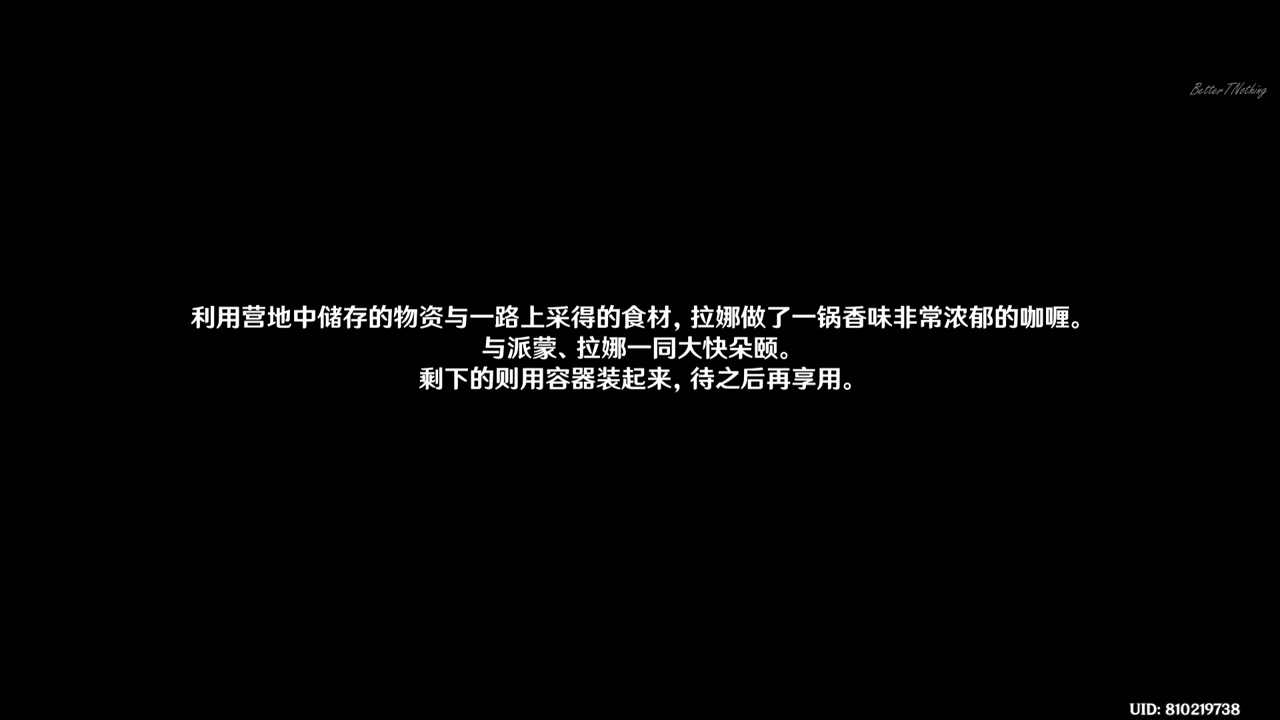 BetterTNothing
利用营地中储存的物资与一路上采得的食材，拉娜做了一锅香味非常浓郁的咖喱。
与派蒙、拉娜一同大快朵颐。
剩下的则用容器装起来，待之后再享用。
UID: 810219738